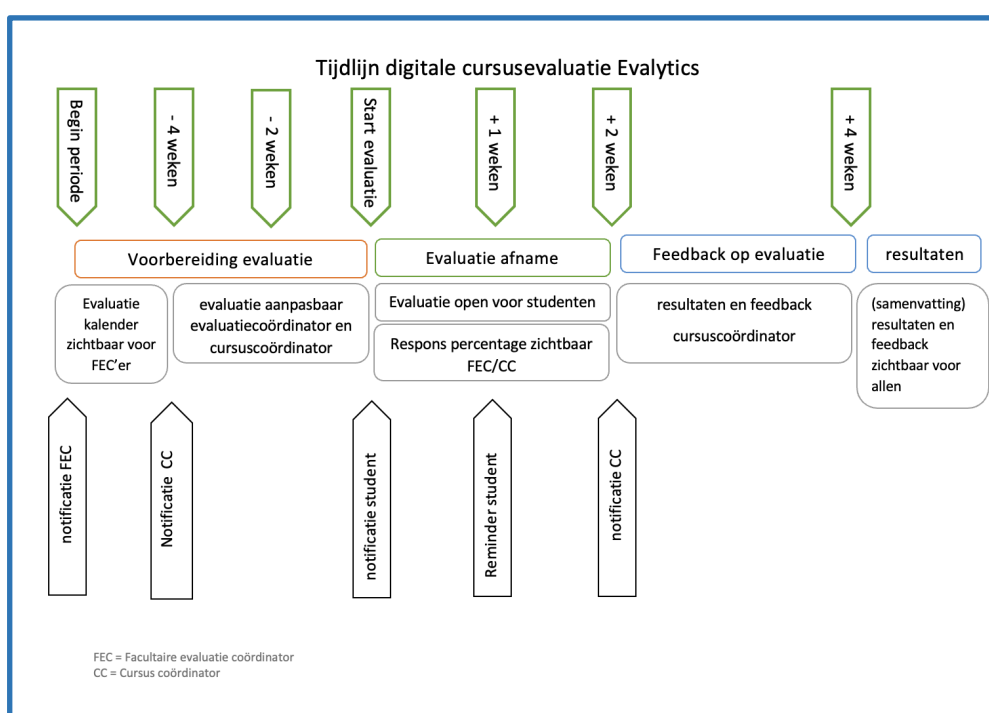 Tijdlijn digitale cursusevaluatie Evalytics
Begin periode
- 4 weken
- 2 weken
Start evaluatie
+ 1 weken
+ 2 weken
+ 4 weken
Voorbereiding evaluatie
Evaluatie afname
Feedback op evaluatie
resultaten
Evaluatie
kalender
zichtbaar voor
FEC’er
evaluatie aanpasbaar
evaluatiecoördinator en
cursuscoördinator
Evaluatie open voor studenten
Respons percentage zichtbaar
FEC/CC
resultaten en feedback
cursuscoördinator
(samenvatting)
resultaten en
feedback
zichtbaar voor
allen
notificatie FEC
Notificatie CC
notificatie student
Reminder student
notificatie CC
FEC = Facultaire evaluatie coördinator
CC = Cursus coördinator